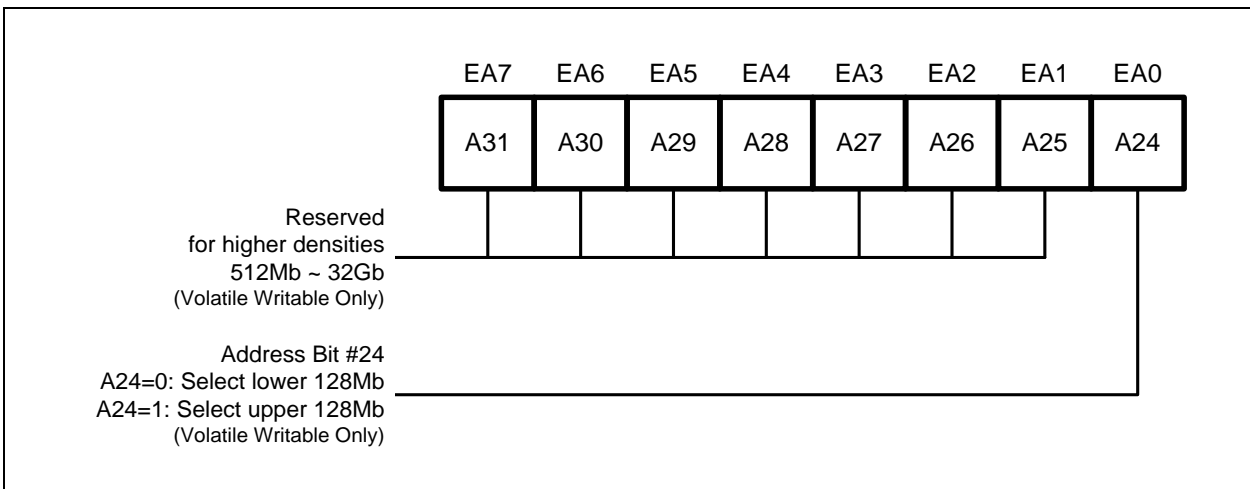 EA7 EA6 EA5 EA4 EA3 EA2 EA1 EA0
A31 A30 A29 A28 A27 A26 A25 A24
Reserved
for higher densities
512Mb ~ 32Gb
(Volatile Writable Only)
Address Bit #24
A24=0: Select lower 128Mb
A24=1: Select upper 128Mb
(Volatile Writable Only)